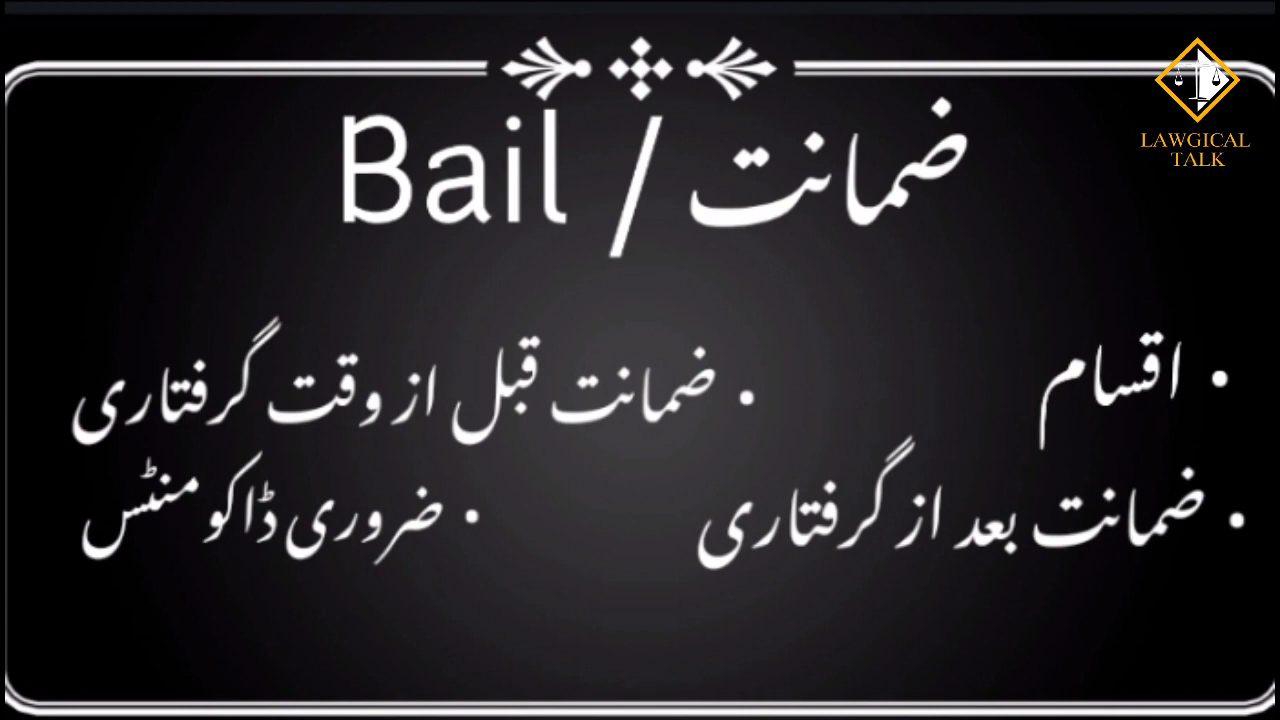 ضمانت / Bail
LAWGICAL
TALK
• اقسام
• ضمانت قبل از وقت گرفتاری
• ضمانت بعد از گرفتاری
• ضروری ڈاکومنٹس